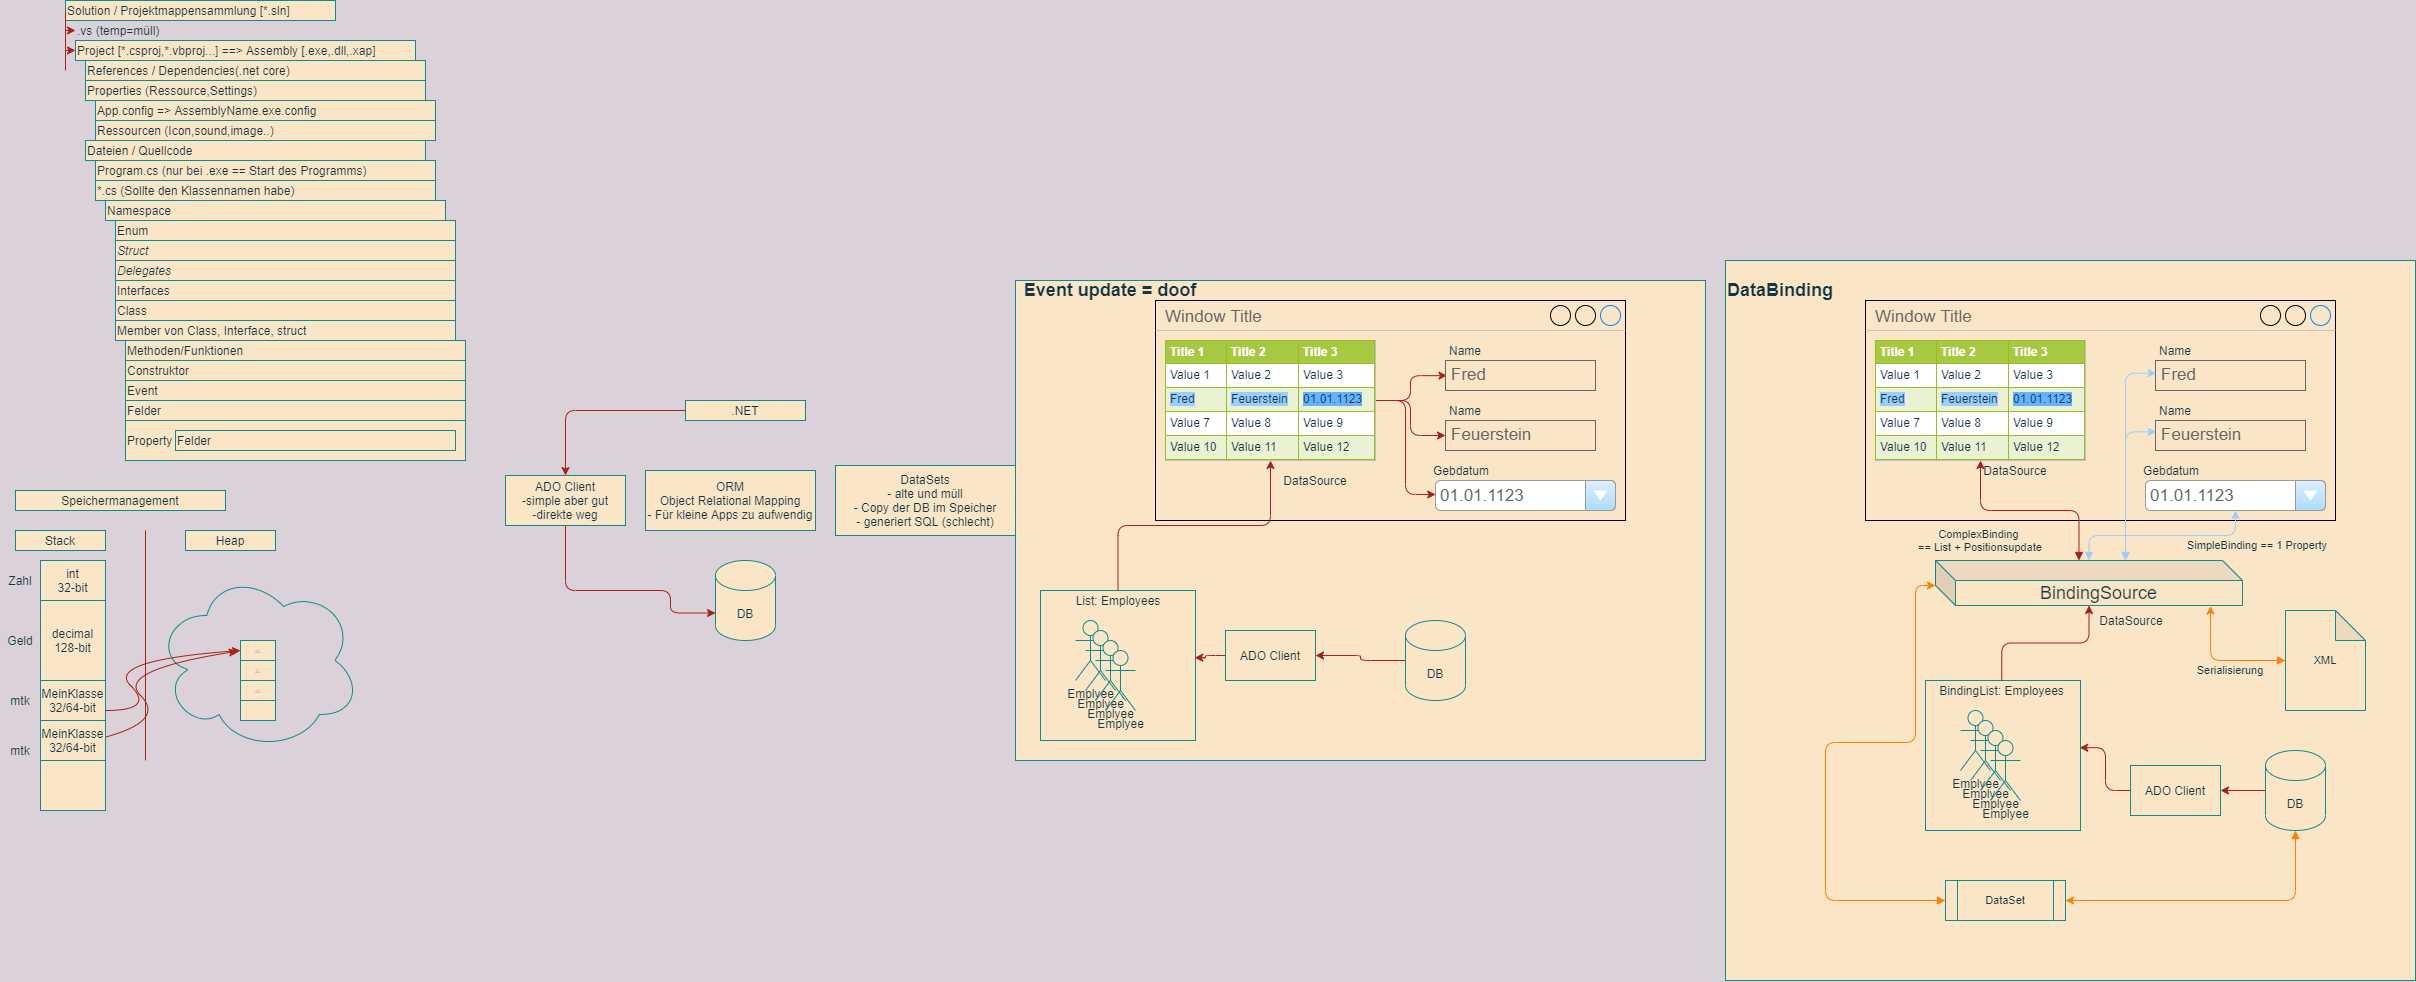 Solution / Projektmappensammlung [*.sln]
.vs (temp=müll)
Project [*.csproj,*.vbproj...] ==> Assembly [.exe,.dll,.xap]
References / Dependencies(.net core)
Properties (Ressource,Settings)
App.config => AssemblyName.exe.config
Ressourcen (Icon,sound,image..)
Dateien / Quellcode
Program.cs (nur bei .exe == Start des Programms)
*.cs (Sollte den Klassennamen habe)
Namespace
Enum
Struct
Delegates
Interfaces
Class
Member von Class, Interface, struct
Methoden/Funktionen
Construktor
Event
Felder
Property
Felder
Speichermanagement
Stack
Heap
Zahl
int
32-bit
Geld
decimal
128-bit
mtk
MeinKlasse
32/64-bit
mtk
MeinKlasse
32/64-bit
.NET
ADO Client
-simple aber gut
-direkte weg
ORM
Object Relational Mapping
- Für kleine Apps zu aufwendig
DataSets
- alte und müll
- Copy der DB im Speicher
- generiert SQL (schlecht)
DB
Event update = doof
Window Title
Title 1 Title 2 Title 3
Value 1 Value 2 Value 3
Fred Feuerstein 01.01.1123
Value 7 Value 8 Value 9
Value 10 Value 11 Value 12
Name
Fred
Name
Feuerstein
Gebdatum
01.01.1123
DataSource
List: Employees
Emplyee
Emplyee
Emplyee
Emplyee
ADO Client
DB
DataBinding
Window Title
Title 1 Title 2 Title 3
Value 1 Value 2 Value 3
Fred Feuerstein 01.01.1123
Value 7 Value 8 Value 9
Value 10 Value 11 Value 12
Name
Fred
Name
Feuerstein
Gebdatum
01.01.1123
DataSource
ComplexBinding
== List + Positionsupdate
SimpleBinding == 1 Property
BindingSource
DataSource
XML
Serialisierung
BindingList: Employees
Emplyee
Emplyee
Emplyee
Emplyee
ADO Client
DB
DataSet